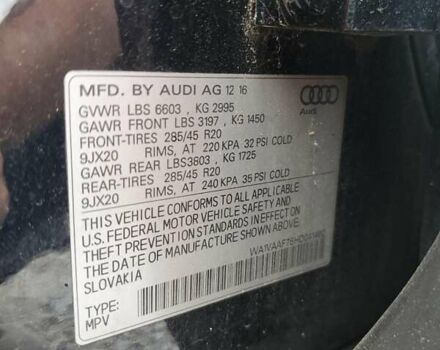 MFD. BY AUDI AG 12 16
GVWR LBS 6603 , KG 2995
GAWR FRONT LBS 3197 , KG 1450
FRONT-TIRES 285/45 R20
9JX20 RIMS, AT 220 KPA 32 PSI COLD
GAWR REAR LBS3803 , KG 1725
REAR-TIRES 285/45 R20
9JX20 RIMS, AT 240 KPA 35 PSI COLD
THIS VEHICLE CONFORMS TO ALL APPLICABLE
U.S. FEDERAL MOTOR VEHICLE SAFETY AND
THEFT PREVENTION STANDARDS IN EFFECT ON
THE DATE OF MANUFACTURE SHOWN ABOVE
SLOVAKIA
TYPE:
MPV
Audi